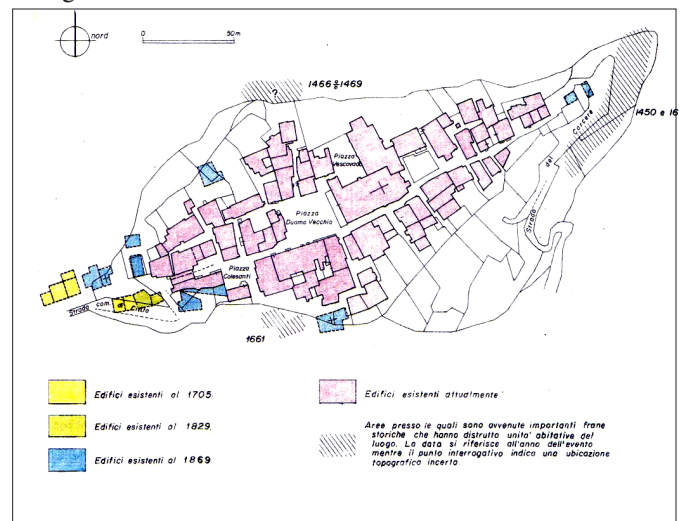 nord
0 50m
1466÷1469
?
1450 e 16
Carcere
del
Strada
Piazza
Vescovado
Piazza
Duomo Vecchio
Piazza
Colesanti
Strada com. di Civita
1661
Edifici esistenti al 1705.
Edifici esistenti al 1829.
Edifici esistenti al 1869.
Edifici esistenti attualmente
Aree presso le quali sono avvenute importanti frane
storiche che hanno distrutto unita' abitative del
luogo. La data si riferisce all'anno dell'evento
mentre il punto interrogativo indica una ubicazione
topografica incerta.